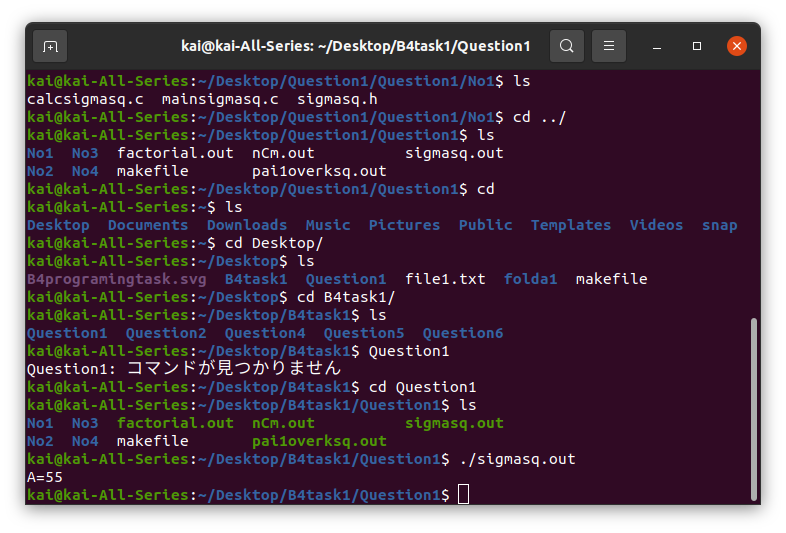 kai@kai-All-Series: ~/Desktop/B4task1/Question1
kai@kai-All-Series:~/Desktop/Question1/Question1/No1$ ls
calcsigmasq.c  mainsigmasq.c  sigmasq.h
kai@kai-All-Series:~/Desktop/Question1/Question1/No1$ cd ../
kai@kai-All-Series:~/Desktop/Question1/Question1$ ls
No1  No3  factorial.out  nCm.out          sigmasq.out
No2  No4  makefile       pai1overksq.out
kai@kai-All-Series:~/Desktop/Question1/Question1$ cd
kai@kai-All-Series:~$ ls
Desktop  Documents  Downloads  Music  Pictures  Public  Templates  Videos  snap
kai@kai-All-Series:~$ cd Desktop/
kai@kai-All-Series:~/Desktop$ ls
B4programingtask.svg  B4task1  Question1  file1.txt  folda1  makefile
kai@kai-All-Series:~/Desktop$ cd B4task1/
kai@kai-All-Series:~/Desktop/B4task1$ ls
Question1  Question2  Question4  Question5  Question6
kai@kai-All-Series:~/Desktop/B4task1$ Question1
Question1: コマンドが見つかりません
kai@kai-All-Series:~/Desktop/B4task1$ cd Question1
kai@kai-All-Series:~/Desktop/B4task1/Question1$ ls
No1  No3  factorial.out  nCm.out          sigmasq.out
No2  No4  makefile       pai1overksq.out
kai@kai-All-Series:~/Desktop/B4task1/Question1$ ./sigmasq.out
A=55
kai@kai-All-Series:~/Desktop/B4task1/Question1$